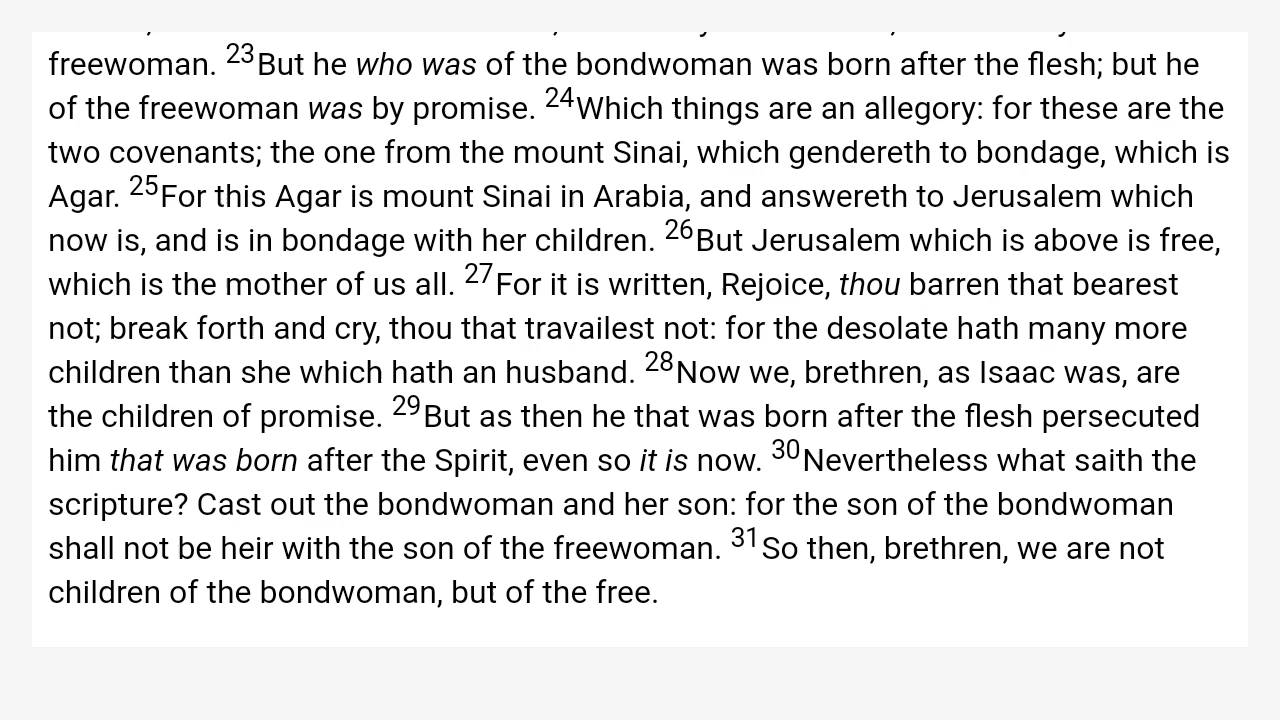 freewoman. 23But he who was of the bondwoman was born after the flesh; but he
of the freewoman was by promise. 24Which things are an allegory: for these are the
two covenants; the one from the mount Sinai, which gendereth to bondage, which is
Agar. 25For this Agar is mount Sinai in Arabia, and answereth to Jerusalem which
now is, and is in bondage with her children. 26But Jerusalem which is above is free,
which is the mother of us all. 27For it is written, Rejoice, thou barren that bearest
not; break forth and cry, thou that travailest not: for the desolate hath many more
children than she which hath an husband. 28Now we, brethren, as Isaac was, are
the children of promise. 29But as then he that was born after the flesh persecuted
him that was born after the Spirit, even so it is now. 30Nevertheless what saith the
scripture? Cast out the bondwoman and her son: for the son of the bondwoman
shall not be heir with the son of the freewoman. 31So then, brethren, we are not
children of the bondwoman, but of the free.